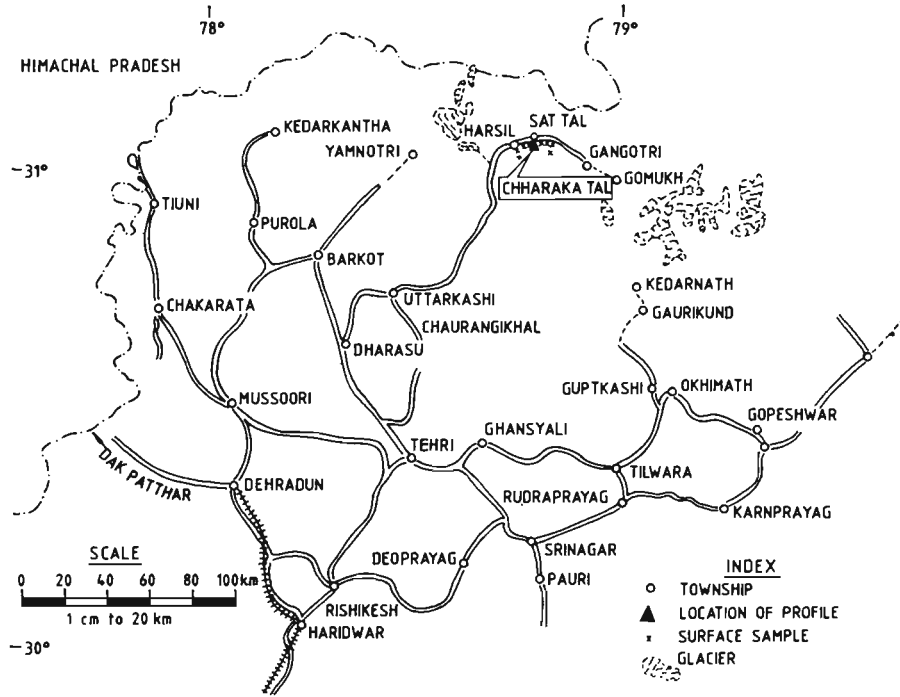 78°
79°
HIMACHAL PRADESH
SAT TAL
KEDARKANTHA
HARSIL
YAMNOTRI
GANGOTRI
31°
GOMUKH
CHHARAKA TAL
TIUNI
PUROLA
BARKOT
KEDARNATH
UTTARKASHI
CHAKARATA
GAURIKUND
CHAURANGIKHAL
DHARASU
GUPTKASHI
OKHIMATH
MUSSOORI
GOPESHWAR
GHANSYALI
TEHRI
DAK PATTHAR
TILWARA
DEHRADUN
RUDRAPRAYAG
KARNPRAYAG
SRINAGAR
SCALE
DEOPRAYAG
INDEX
0 20 40 60 80 100km
PAURI
TOWNSHIP
1 cm to 20 km
RISHIKESH
LOCATION OF PROFILE
HARIDWAR
SURFACE SAMPLE
30°
GLACIER